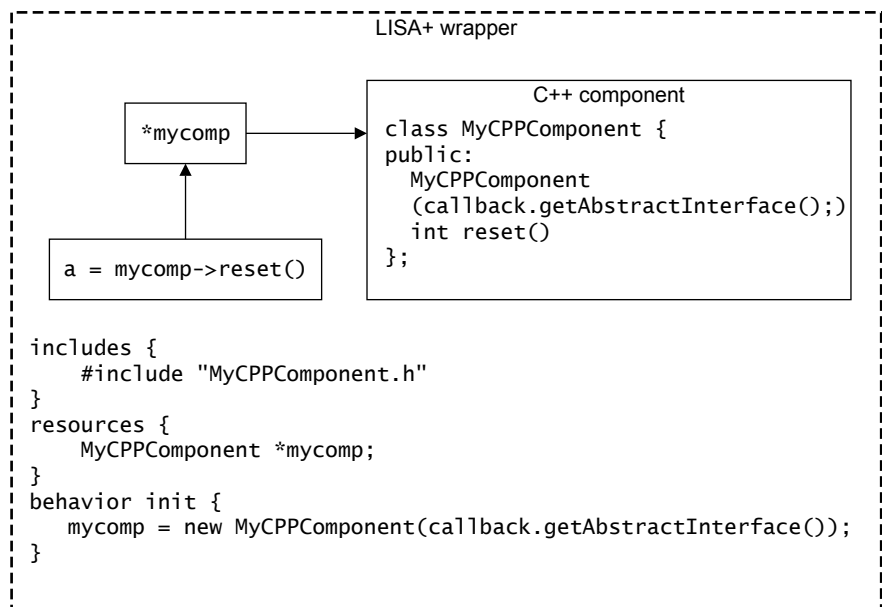 LISA+ wrapper
C++ component
*mycomp
class MyCPPComponent {
public:
MyCPPComponent
(callback.getAbstractInterface();)
int reset()
};
a = mycomp->reset()
includes {
#include "MyCPPComponent.h"
}
resources {
MyCPPComponent *mycomp;
}
behavior init {
mycomp = new MyCPPComponent(callback.getAbstractInterface());
}